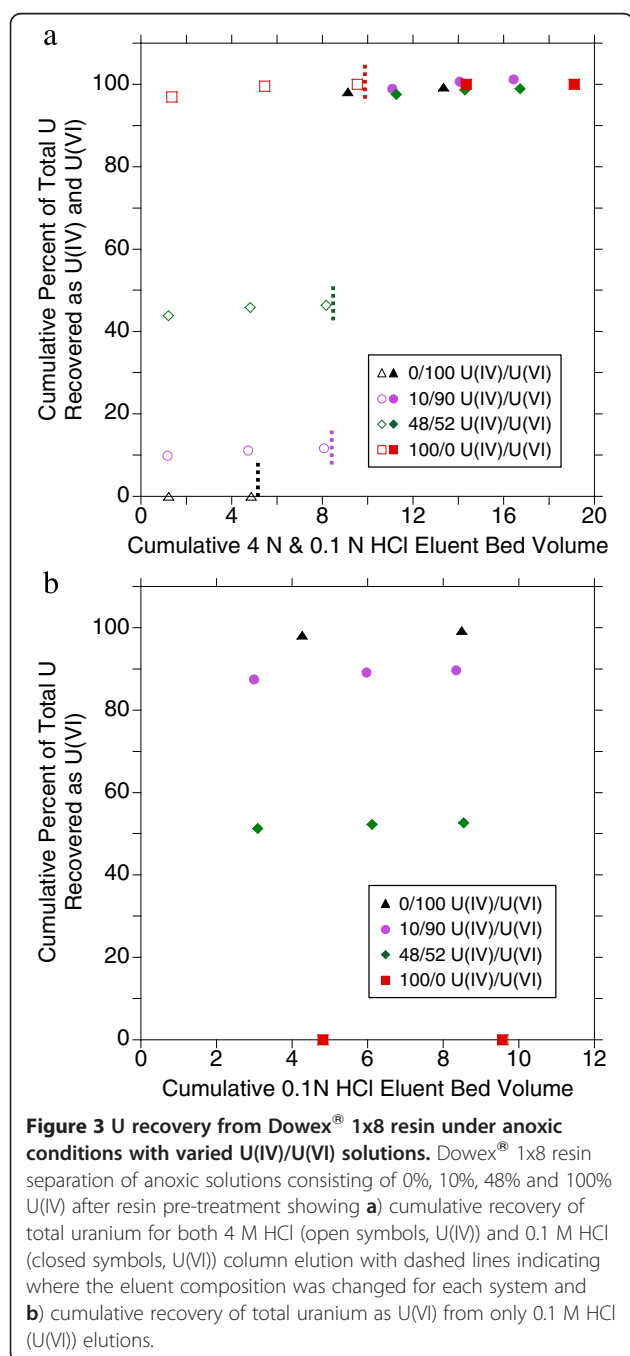 a
Cumulative Percent of Total U
Recovered as U(IV) and U(VI)
100
80
60
40
20
0
0/100 U(IV)/U(VI)
10/90 U(IV)/U(VI)
48/52 U(IV)/U(VI)
100/0 U(IV)/U(VI)
0 4 8 12 16 20
Cumulative 4 N & 0.1 N HCl Eluent Bed Volume
b
Cumulative Percent of Total U
Recovered as U(VI)
100
80
60
40
20
0
0/100 U(IV)/U(VI)
10/90 U(IV)/U(VI)
48/52 U(IV)/U(VI)
100/0 U(IV)/U(VI)
0 2 4 6 8 10 12
Cumulative 0.1N HCl Eluent Bed Volume
Figure 3 U recovery from Dowex® 1x8 resin under anoxic
conditions with varied U(IV)/U(VI) solutions. Dowex® 1x8 resin
separation of anoxic solutions consisting of 0%, 10%, 48% and 100%
U(IV) after resin pre-treatment showing a) cumulative recovery of
total uranium for both 4 M HCl (open symbols, U(IV)) and 0.1 M HCl
(closed symbols, U(VI)) column elution with dashed lines indicating
where the eluent composition was changed for each system and
b) cumulative recovery of total uranium as U(VI) from only 0.1 M HCl
(U(VI)) elutions.